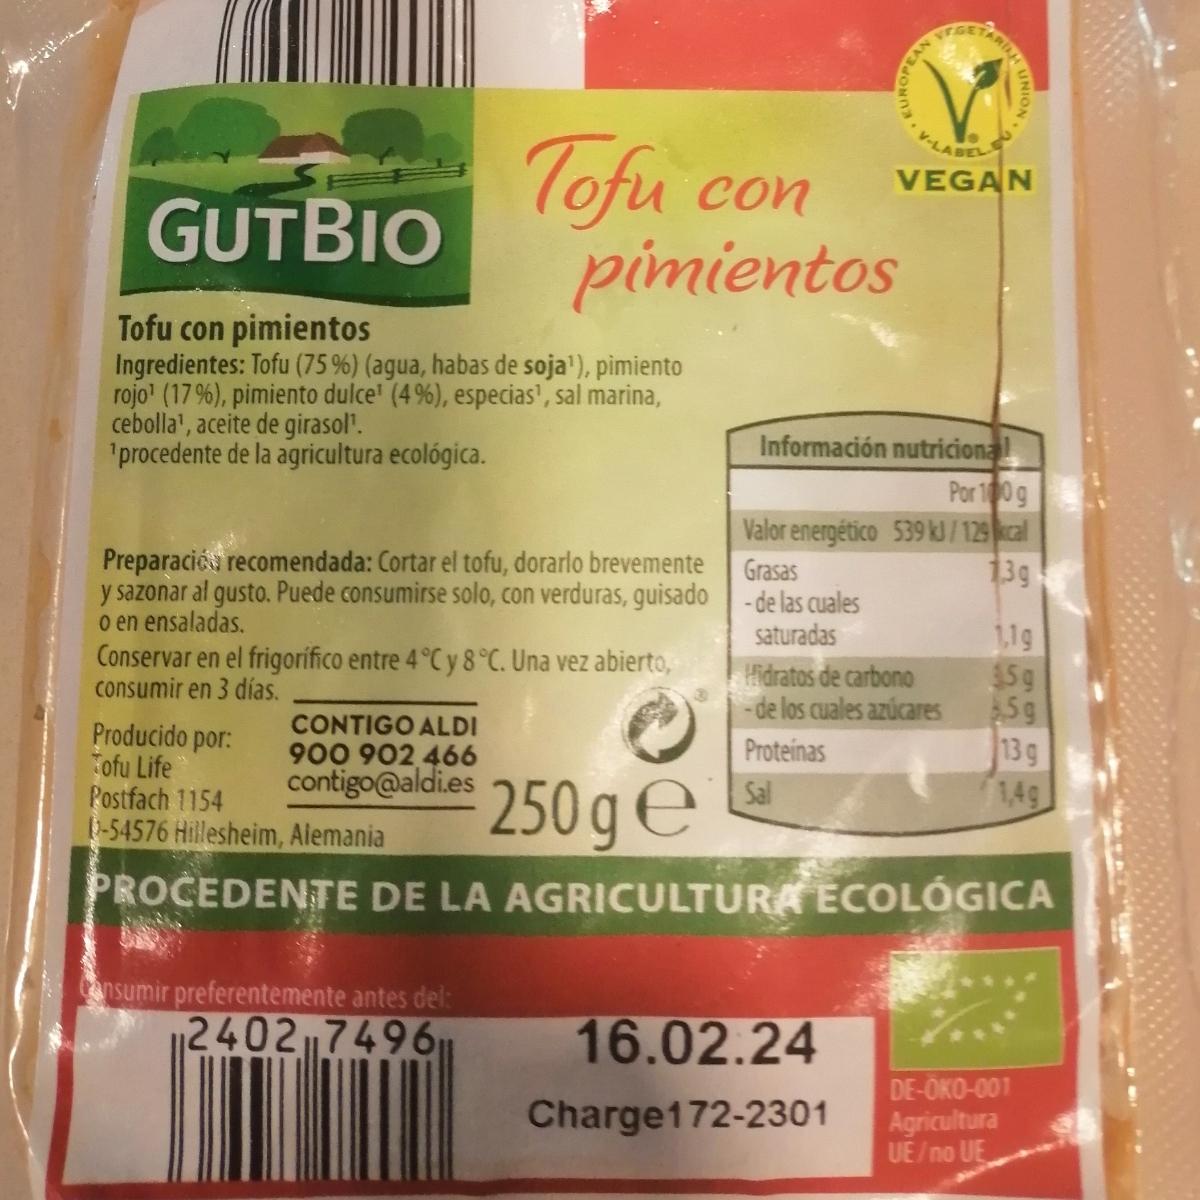 EUROPEAN VEGETARIAN UNION
V-LABEL.EU
VEGAN
GUTBIO
Tofu con
pimientos
Tofu con pimientos
Ingredientes: Tofu (75 %) (agua, habas de soja¹), pimiento
rojo¹ (17 %), pimiento dulce¹ (4 %), especias¹, sal marina,
cebolla¹, aceite de girasol¹.
¹procedente de la agricultura ecológica.
Preparación recomendada: Cortar el tofu, dorarlo brevemente
y sazonar al gusto. Puede consumirse solo, con verduras, guisado
o en ensaladas.
Conservar en el frigorífico entre 4 °C y 8 °C. Una vez abierto,
consumir en 3 días.
Producido por:
Tofu Life
Postfach 1154
D-54576 Hillesheim, Alemania
CONTIGO ALDI
900 902 466
contigo@aldi.es
®
250 g e
Información nutricional
Por 100 g
Valor energético 539 kJ / 129 kcal
Grasas 7,3 g
- de las cuales
saturadas 1,1 g
Hidratos de carbono 3,5 g
- de los cuales azúcares 3,5 g
Proteínas 13 g
Sal 1,4 g
PROCEDENTE DE LA AGRICULTURA ECOLÓGICA
Consumir preferentemente antes del:
2402 7496
16.02.24
Charge172-2301
DE-ÖKO-001
Agricultura
UE / no UE